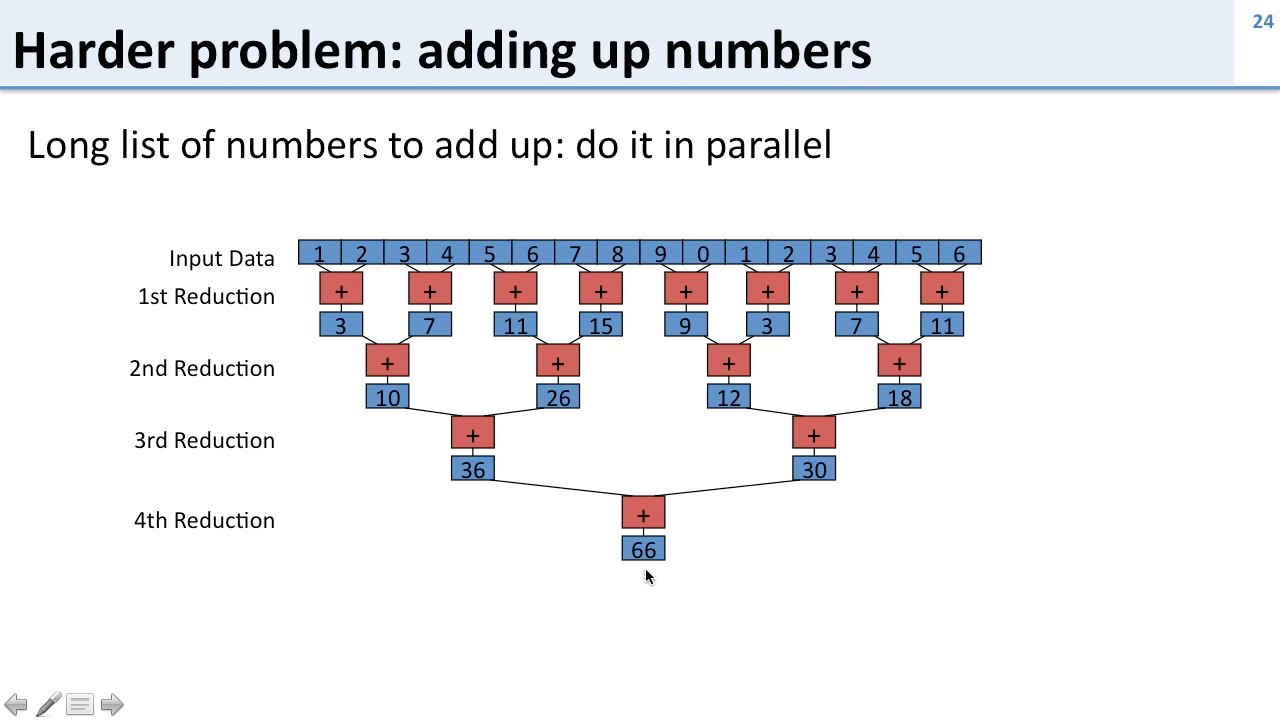 24
Harder problem: adding up numbers
Long list of numbers to add up: do it in parallel
Input Data 1 2 3 4 5 6 7 8 9 0 1 2 3 4 5 6
1st Reduction + + + + + + + +
3 7 11 15 9 3 7 11
2nd Reduction + + + +
10 26 12 18
3rd Reduction + +
36 30
4th Reduction +
66